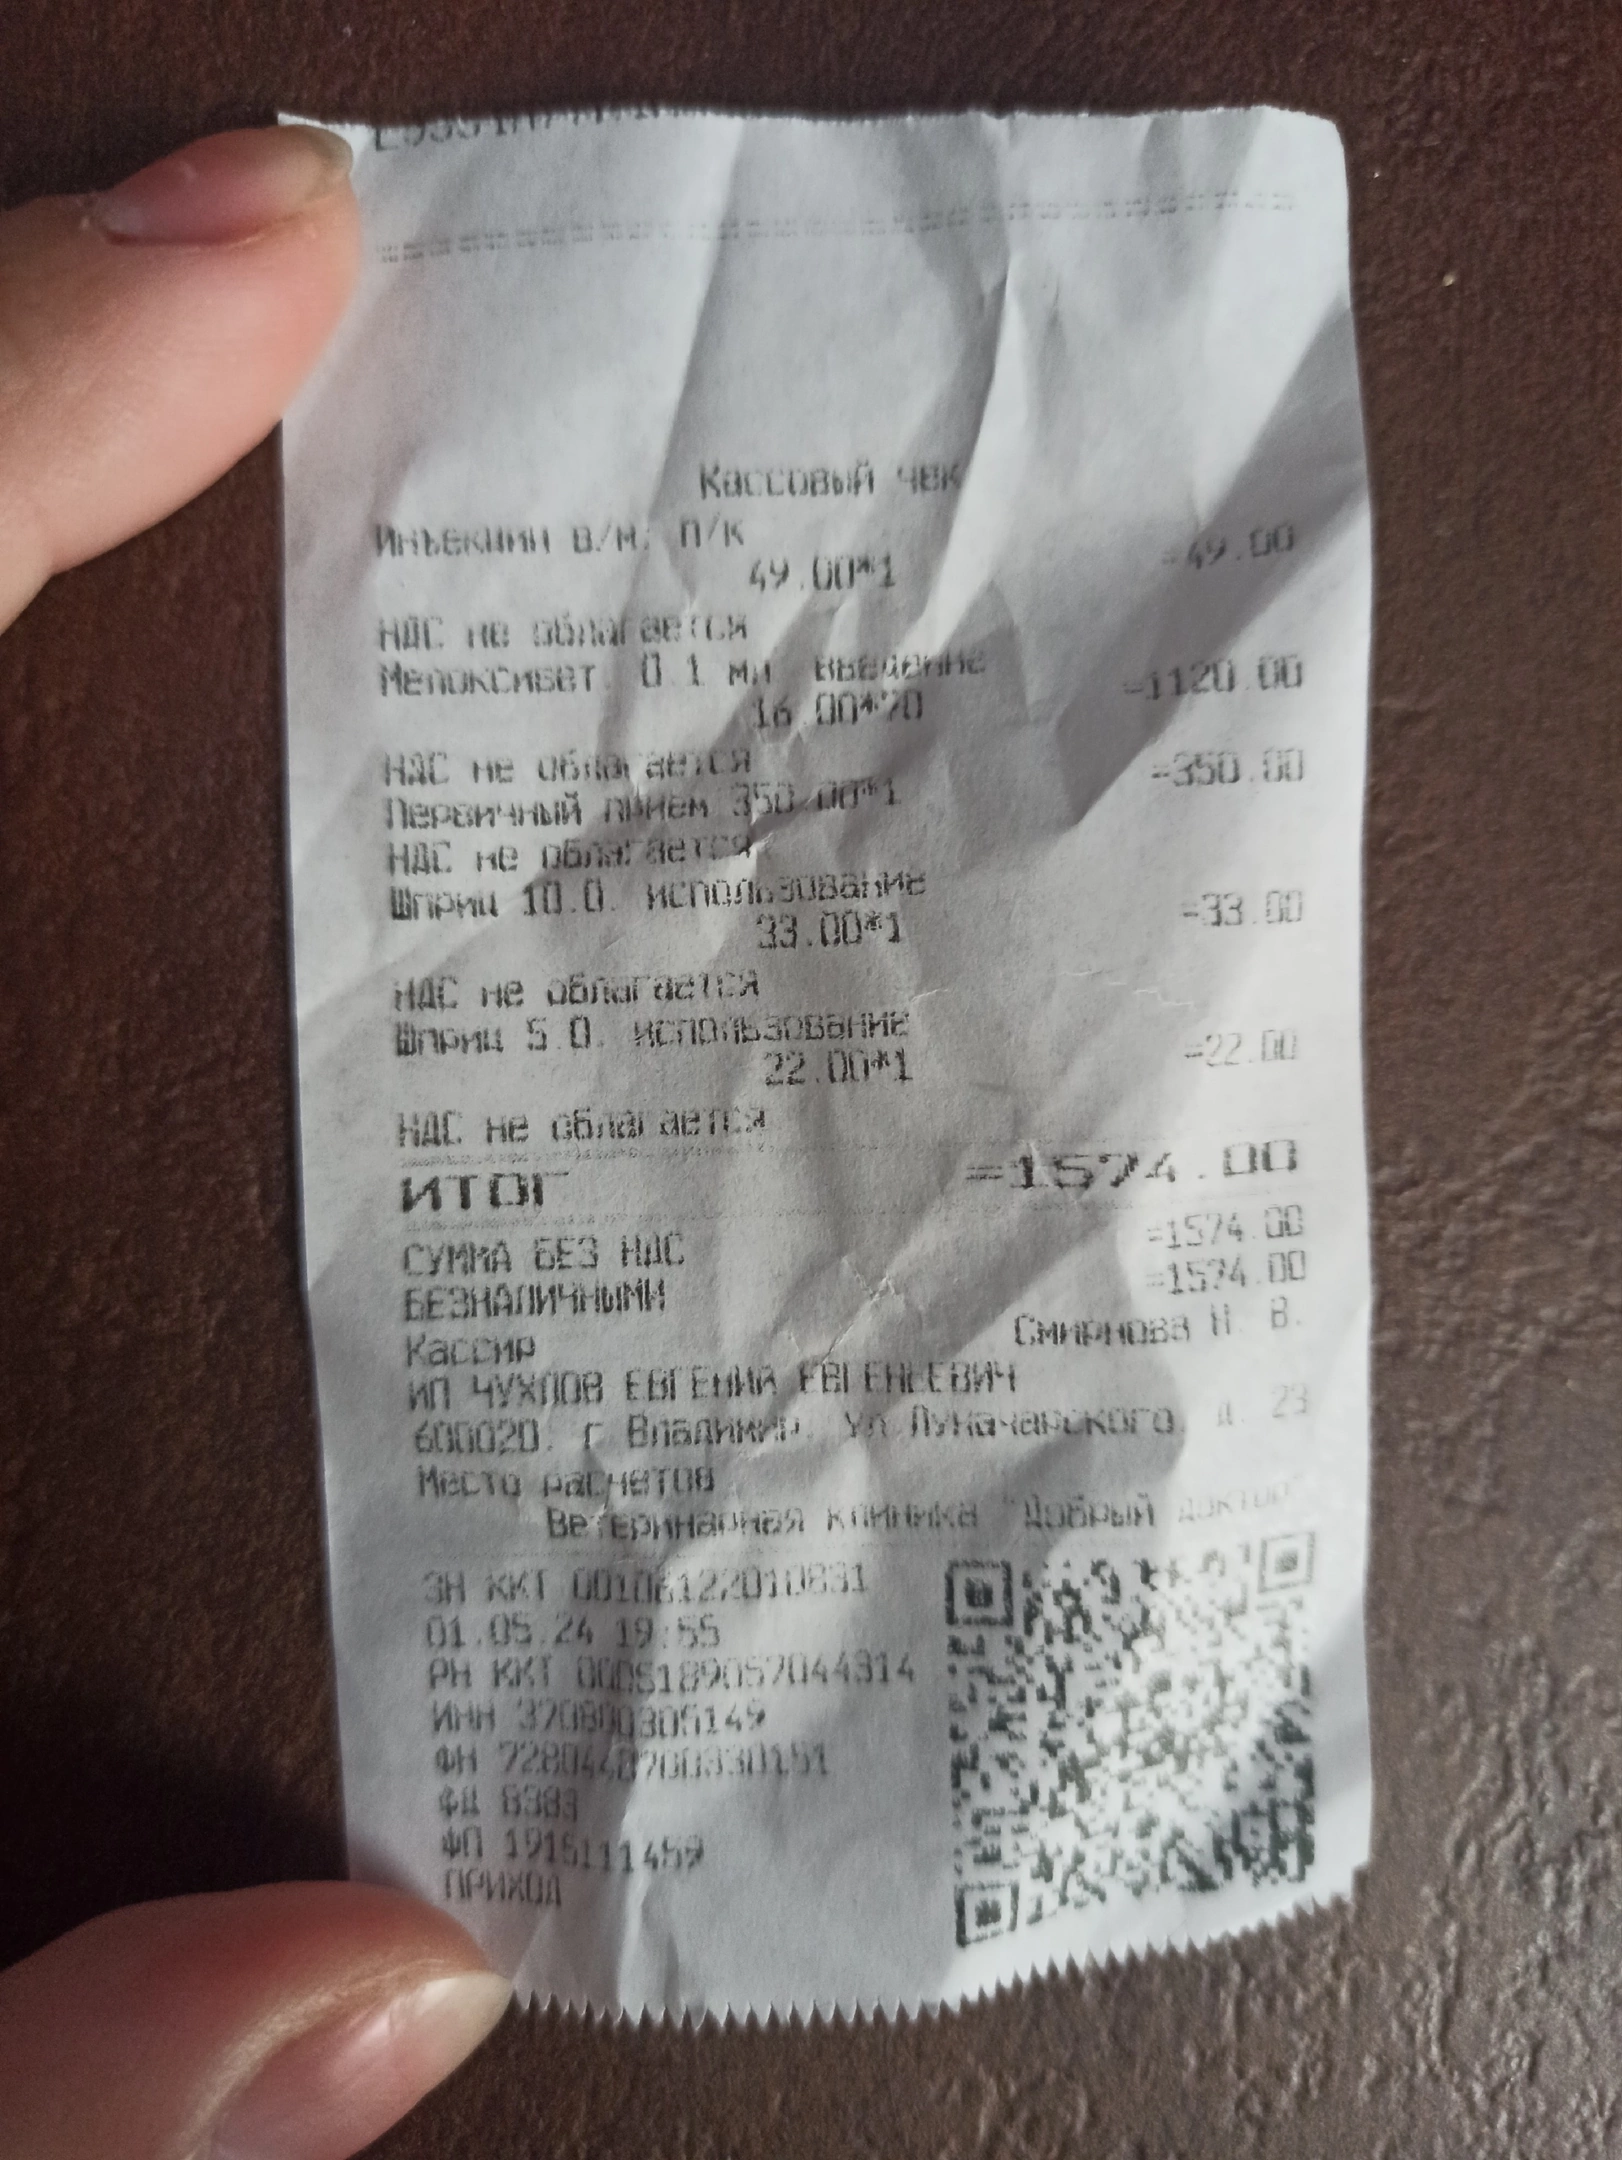 Кассовый чек
Инъекции в/м, п/к
49.00*1 =49.00
НДС не облагается
Мелоксивет, 0.1 мл, введение
16.00*70 =1120.00
НДС не облагается
Первичный прием 350.00*1 =350.00
НДС не облагается
Шприц 10.0, использование
33.00*1 =33.00
НДС не облагается
Шприц 5.0, использование
22.00*1 =22.00
НДС не облагается
ИТОГ =1574.00
СУММА БЕЗ НДС =1574.00
БЕЗНАЛИЧНЫМИ =1574.00
Кассир Смирнова Н. В.
ИП ЧУХЛОВ ЕВГЕНИЙ ЕВГЕНЬЕВИЧ
600020, г Владимир, ул Луначарского, д. 23
Место расчетов
Ветеринарная клиника "Добрый доктор"
ЗН ККТ 00106122010831
01.05.24 19:55
РН ККТ 0005189057044314
ИНН 370800305149
ФН 7280440700330151
ФД 8383
ФП 1915111459
ПРИХОД